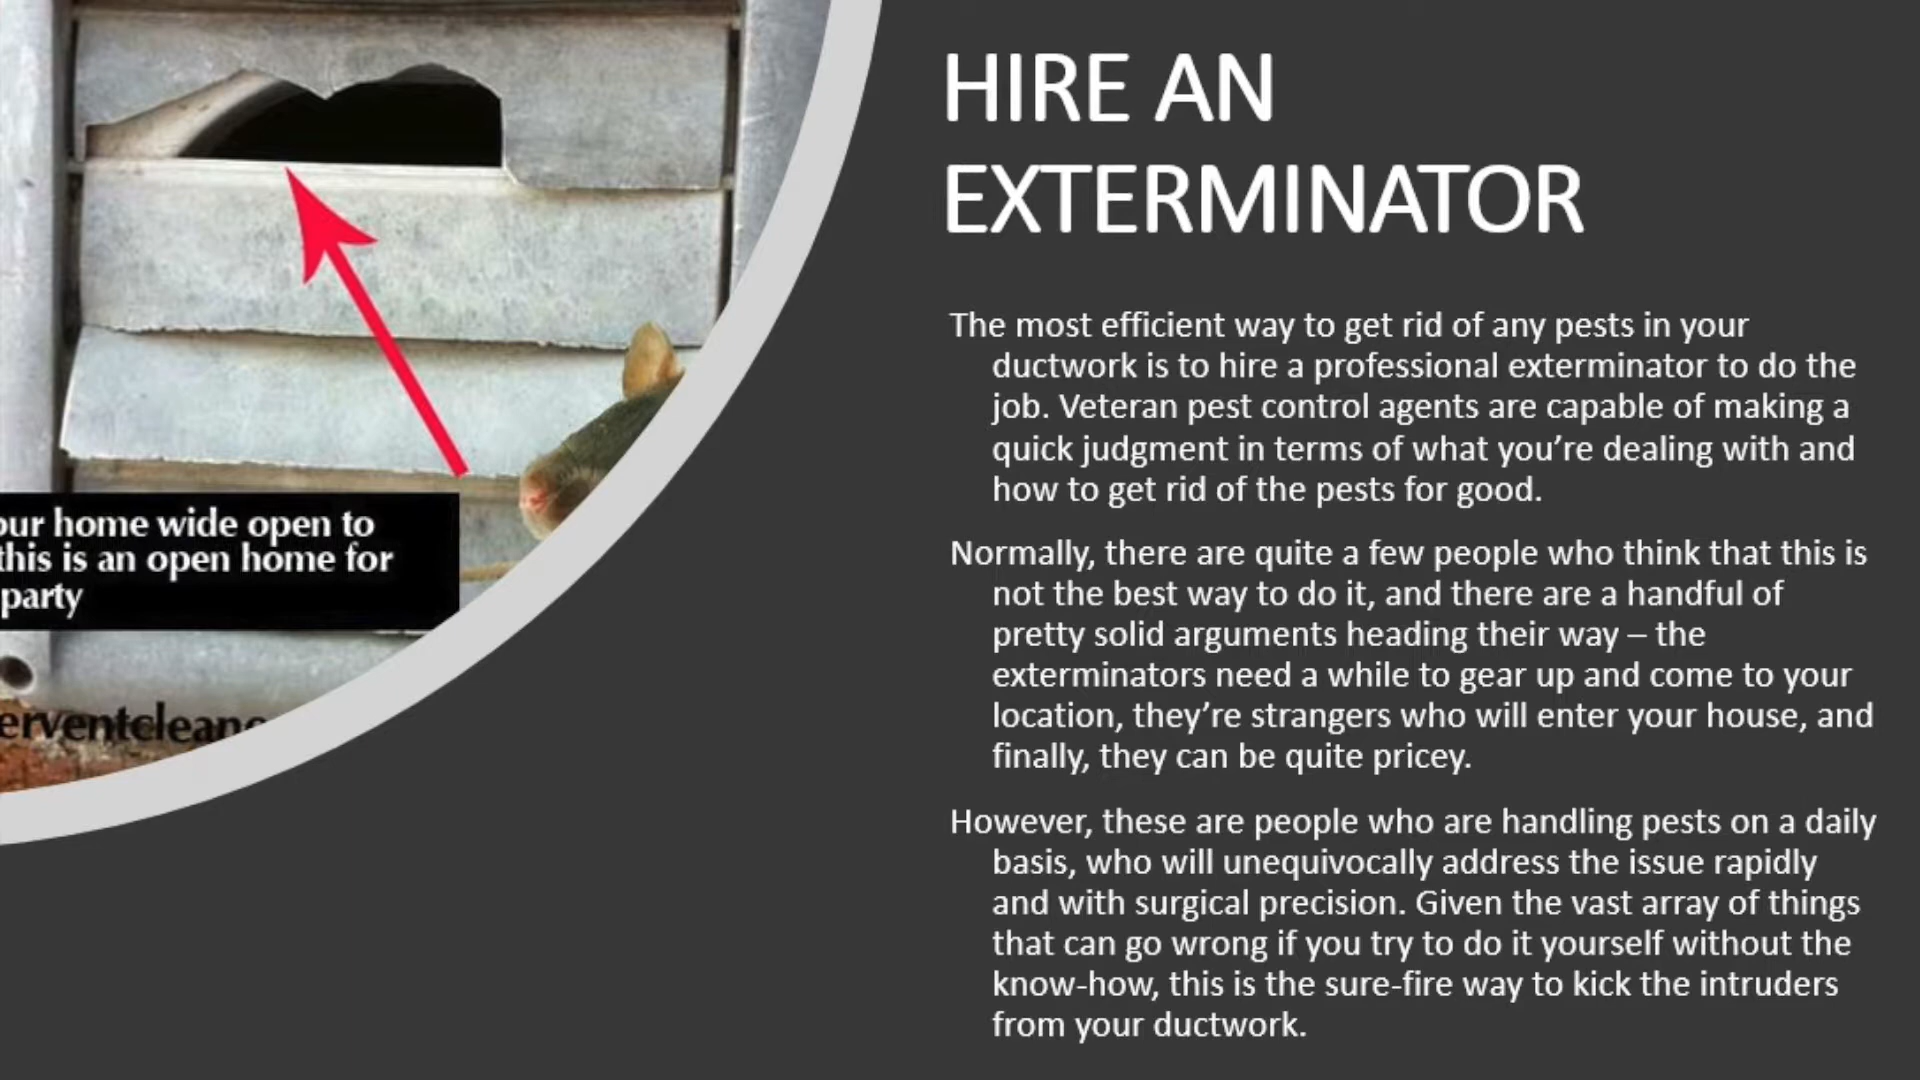 HIRE AN
EXTERMINATOR
The most efficient way to get rid of any pests in your
ductwork is to hire a professional exterminator to do the
job. Veteran pest control agents are capable of making a
quick judgment in terms of what you’re dealing with and
how to get rid of the pests for good.
Normally, there are quite a few people who think that this is
not the best way to do it, and there are a handful of
pretty solid arguments heading their way – the
exterminators need a while to gear up and come to your
location, they’re strangers who will enter your house, and
finally, they can be quite pricey.
However, these are people who are handling pests on a daily
basis, who will unequivocally address the issue rapidly
and with surgical precision. Given the vast array of things
that can go wrong if you try to do it yourself without the
know-how, this is the sure-fire way to kick the intruders
from your ductwork.
our home wide open to
this is an open home for
party